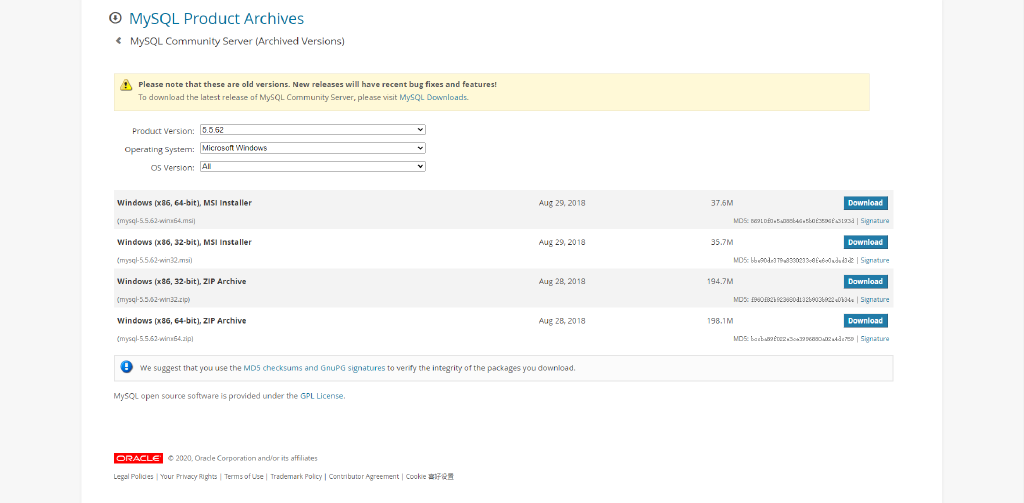 MySQL Product Archives
MySQL Community Server (Archived Versions)
Please note that these are old versions. New releases will have recent bug fixes and features!
To download the latest release of MySQL Community Server, please visit MySQL Downloads.
Product Version: 5.5.62
Operating System: Microsoft Windows
OS Version: All
Windows (x86, 64-bit), MSI Installer Aug 29, 2018 37.6M Download
(mysql-5.5.62-winx64.msi) MD5: | Signature
Windows (x86, 32-bit), MSI Installer Aug 29, 2018 35.7M Download
(mysql-5.5.62-win32.msi) MD5: | Signature
Windows (x86, 32-bit), ZIP Archive Aug 28, 2018 194.7M Download
(mysql-5.5.62-win32.zip) MD5: | Signature
Windows (x86, 64-bit), ZIP Archive Aug 28, 2018 198.1M Download
(mysql-5.5.62-winx64.zip) MD5: | Signature
We suggest that you use the MD5 checksums and GnuPG signatures to verify the integrity of the packages you download.
MySQL open source software is provided under the GPL License.
ORACLE © 2020, Oracle Corporation and/or its affiliates
Legal Policies | Your Privacy Rights | Terms of Use | Trademark Policy | Contributor Agreement | Cookie 喜好设置